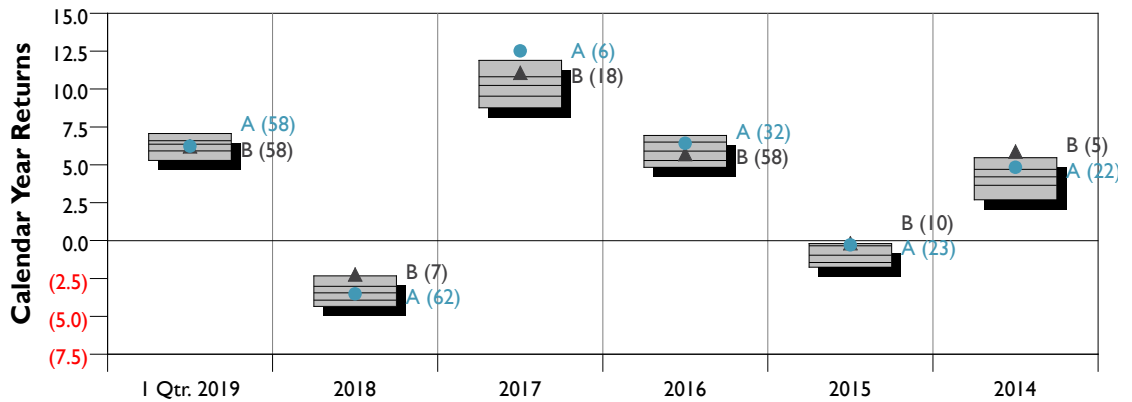 Calendar Year Returns
15.0
12.5
10.0
7.5
5.0
2.5
0.0
(2.5)
(5.0)
(7.5)
A (58)
B (58)
B (7)
A (62)
A (6)
B (18)
A (32)
B (58)
B (10)
A (23)
B (5)
A (22)
1 Qtr. 2019
2018
2017
2016
2015
2014